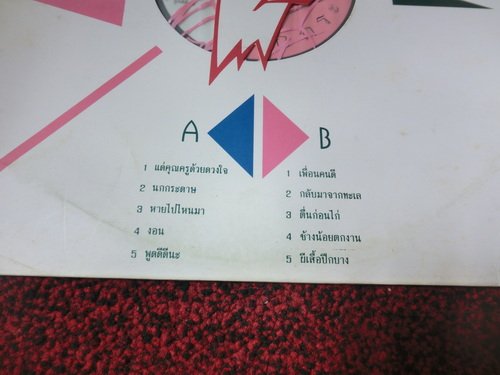 A
B
1 แด่คุณครูด้วยดวงใจ
2 นกกระดาษ
3 หายไปไหนมา
4 งอน
5 พูดดีดีนะ
1 เพื่อนคนดี
2 กลับมาจากทะเล
3 ตื่นก่อนไก่
4 ช้างน้อยตกงาน
5 ผีเสื้อปีกบาง